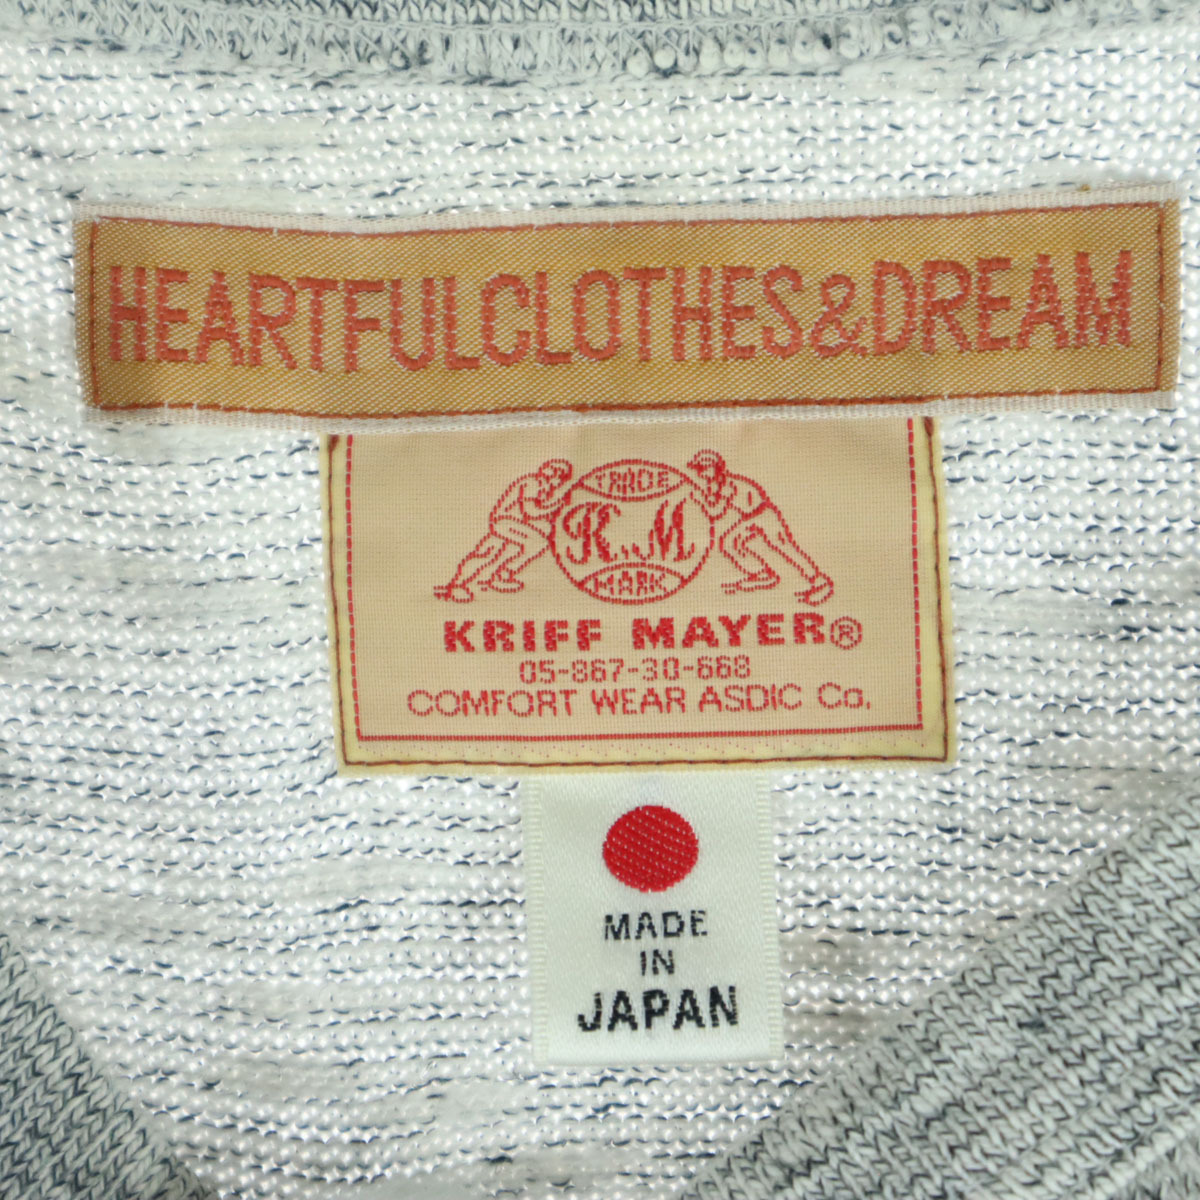 HEARTFULCLOTHES&DREAM
TRADE
K.M
MARK
KRIFF MAYER®
05-867-30-668
COMFORT WEAR ASDIC Co.
MADE
IN
JAPAN